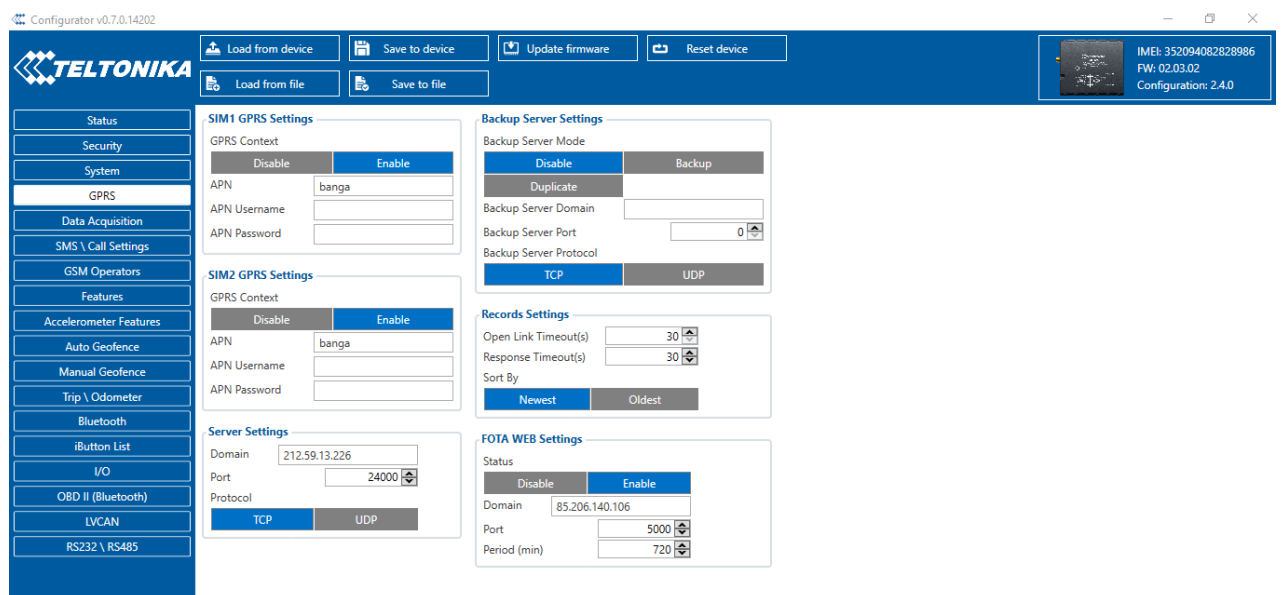 Configurator v0.7.0.14202
TELTONIKA
Load from device
Save to device
Update firmware
Reset device
Load from file
Save to file
IMEI: 352094082828986
FW: 02.03.02
Configuration: 2.4.0
Status
Security
System
GPRS
Data Acquisition
SMS \ Call Settings
GSM Operators
Features
Accelerometer Features
Auto Geofence
Manual Geofence
Trip \ Odometer
Bluetooth
iButton List
I/O
OBD II (Bluetooth)
LVCAN
RS232 \ RS485
SIM1 GPRS Settings
GPRS Context
Disable Enable
APN banga
APN Username
APN Password
SIM2 GPRS Settings
GPRS Context
Disable Enable
APN banga
APN Username
APN Password
Server Settings
Domain 212.59.13.226
Port 24000
Protocol
TCP UDP
Backup Server Settings
Backup Server Mode
Disable Backup
Duplicate
Backup Server Domain
Backup Server Port 0
Backup Server Protocol
TCP UDP
Records Settings
Open Link Timeout(s) 30
Response Timeout(s) 30
Sort By
Newest Oldest
FOTA WEB Settings
Status
Disable Enable
Domain 85.206.140.106
Port 5000
Period (min) 720